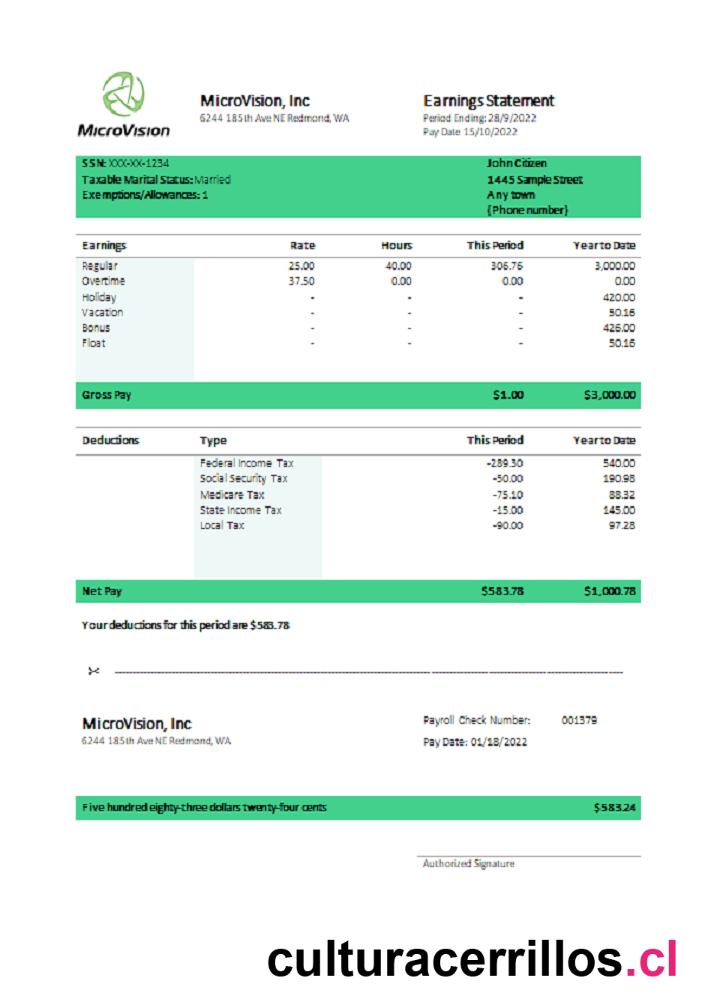 MicroVision
MicroVision, Inc
6244 185th Ave NE Redmond, WA
Earnings Statement
Period Ending: 28/9/2022
Pay Date 15/10/2022
SSN: XXX-XX-1234
Taxable Marital Status: Married
Exemptions/Allowances: 1
John Citizen
1445 Sample Street
Any town
{Phone number}
Earnings Rate Hours This Period Year to Date
Regular 25.00 40.00 306.76 3,000.00
Overtime 37.50 0.00 0.00 0.00
Holiday - - - 420.00
Vacation - - - 50.16
Bonus - - - 426.00
Float - - - 50.16
Gross Pay $1.00 $3,000.00
Deductions Type This Period Year to Date
Federal Income Tax -289.30 540.00
Social Security Tax -50.00 190.98
Medicare Tax -75.10 88.32
State Income Tax -15.00 145.00
Local Tax -90.00 97.28
Net Pay $583.78 $1,000.78
Your deductions for this period are $583.78
MicroVision, Inc
6244 185th Ave NE Redmond, WA
Payroll Check Number: 001379
Pay Date: 01/18/2022
Five hundred eighty-three dollars twenty-four cents $583.24
Authorized Signature
culturacerrillos.cl